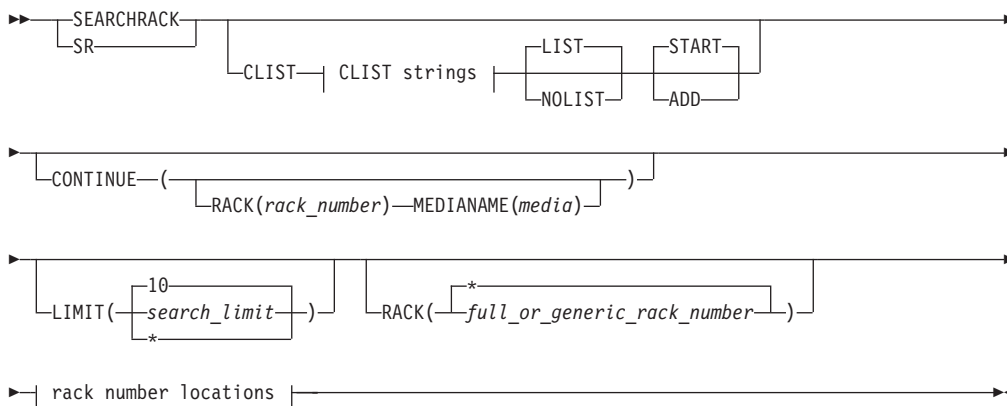 SEARCHRACK
SR
CLIST CLIST strings LIST START
NOLIST ADD
CONTINUE ( )
RACK(rack_number) MEDIANAME(media)
LIMIT( 10 ) RACK( * )
search_limit full_or_generic_rack_number
*
rack number locations